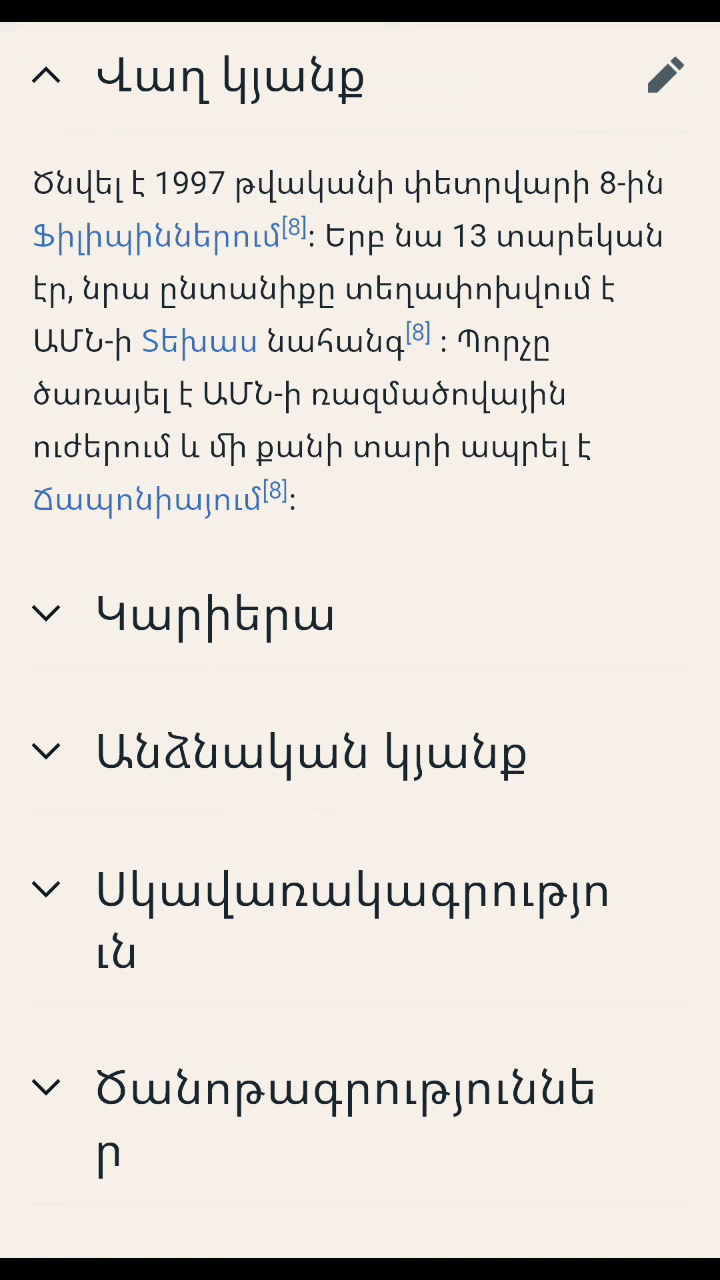 Վաղ կյանք
Ծնվել է 1997 թվականի փետրվարի 8-ին
Ֆիլիպիններում[8]: Երբ նա 13 տարեկան
էր, նրա ընտանիքը տեղափոխվում է
ԱՄՆ-ի Տեխաս նահանգ[8] : Պորչը
ծառայել է ԱՄՆ-ի ռազմածովային
ուժերում և մի քանի տարի ապրել է
Ճապոնիայում[8]:
Կարիերա
Անձնական կյանք
Սկավառակագրությո
ւն
Ծանոթագրություննե
ր